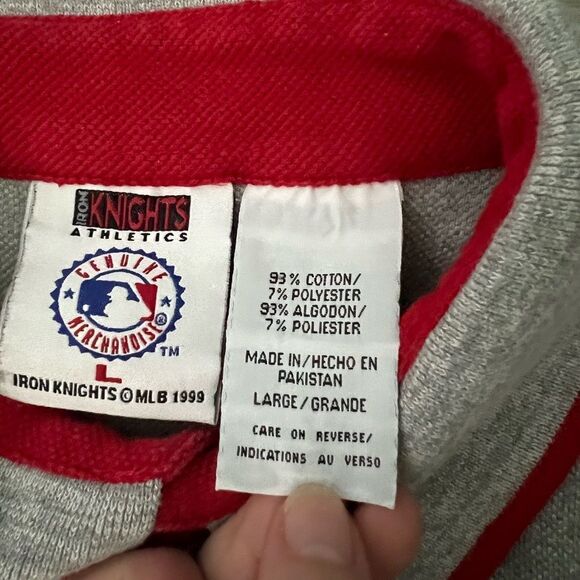 IRON KNIGHTS
ATHLETICS
GENUINE
MERCHANDISE ®
TM
L
IRON KNIGHTS © MLB 1999
93% COTTON/
7% POLYESTER
93% ALGODON/
7% POLIESTER
MADE IN/HECHO EN
PAKISTAN
LARGE/GRANDE
CARE ON REVERSE/
INDICATIONS AU VERSO